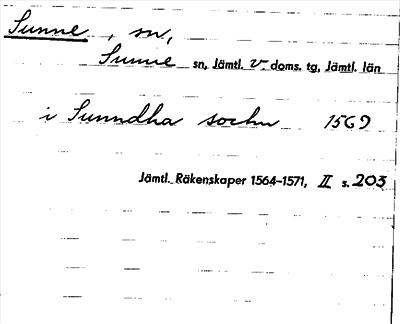 Sunne, sn,
Sunne sn, Jämtl. v. doms. tg, Jämtl. län
i Sunndha sochn 1569
Jämtl. Räkenskaper 1564-1571, II s. 203